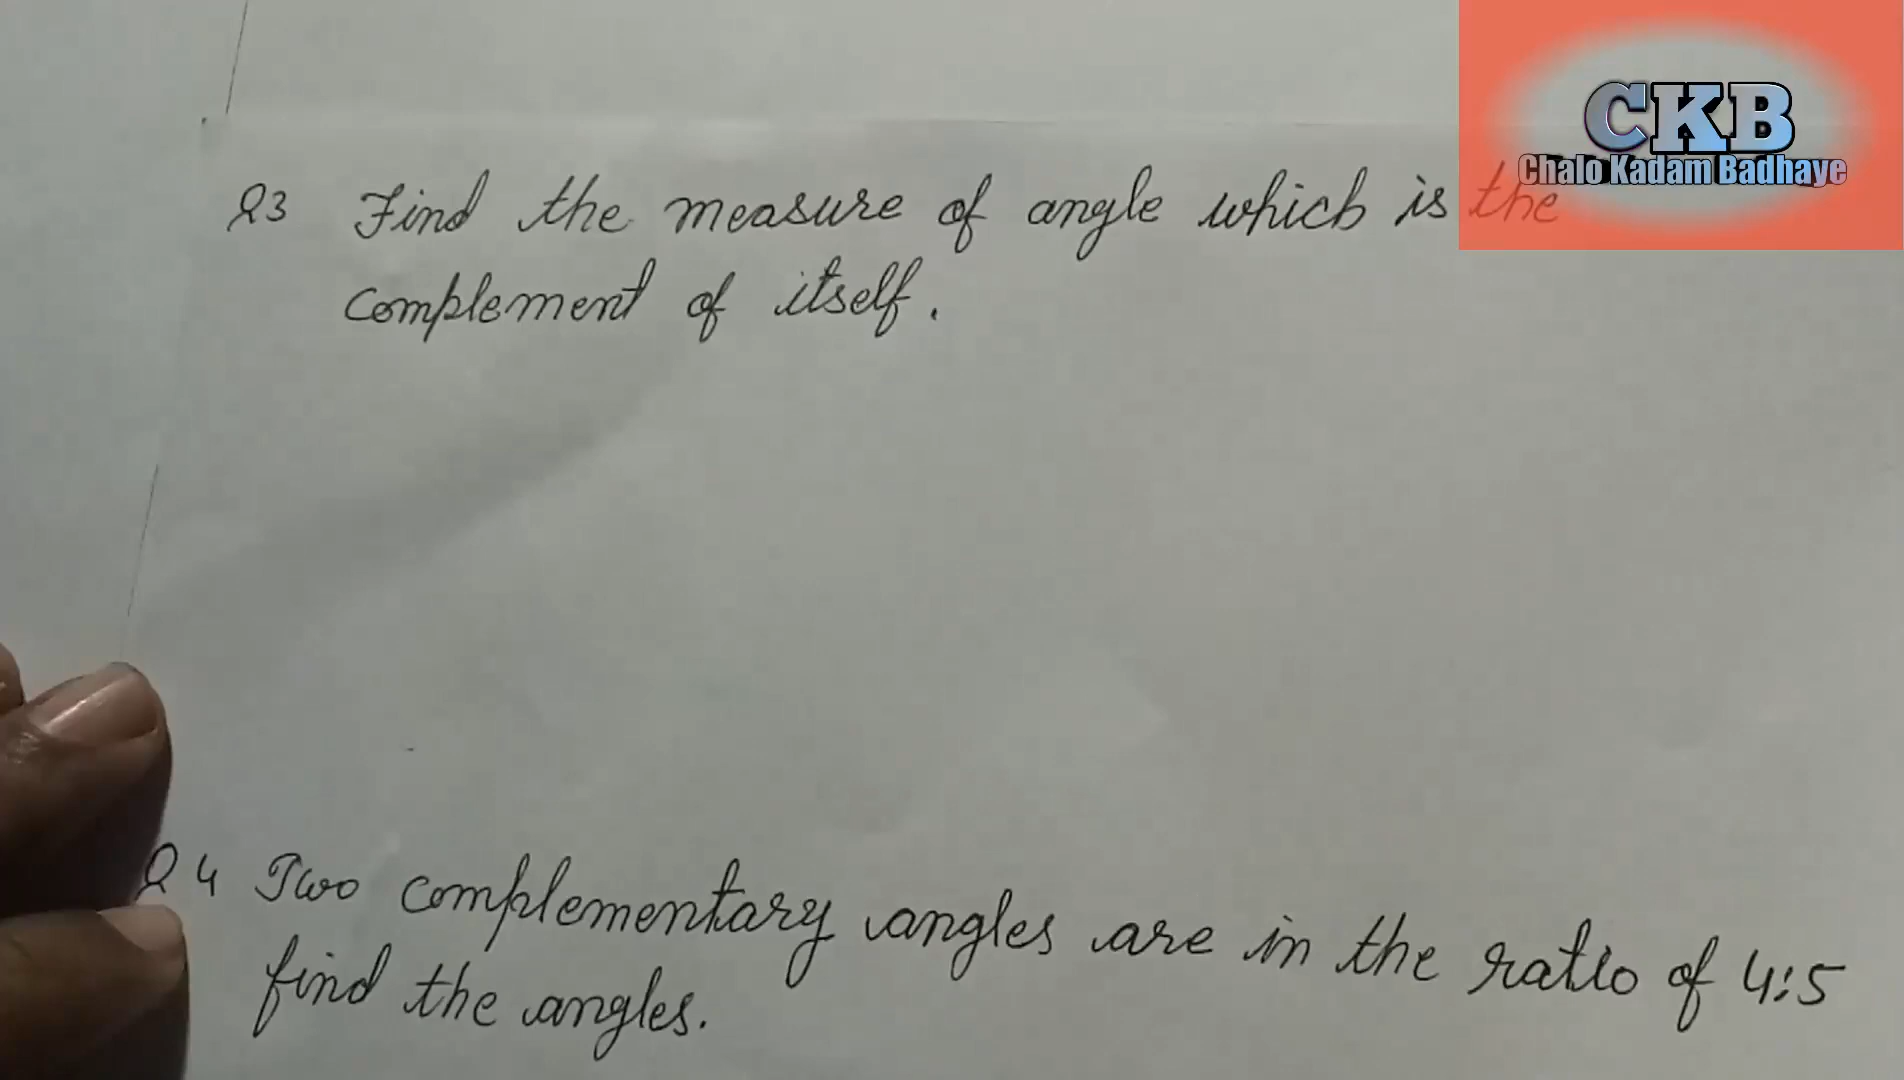 CKB
Chalo Kadam Badhaye
Q3 Find the measure of angle which is the
complement of itself.
Q4 Two complementary angles are in the ratio of 4:5
find the angles.